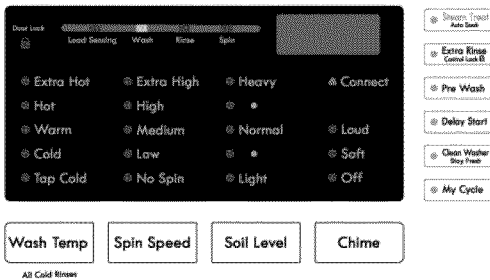 Door Lock
Load Sensing Wash Rinse Spin
Extra Hot Extra High Heavy Connect
Hot High
Warm Medium Normal Loud
Cold Low Soft
Tap Cold No Spin Light Off
Wash Temp Spin Speed Soil Level Chime
All Cold Rinses
Steam Treat
Auto Soak
Extra Rinse
Control Lock
Pre Wash
Delay Start
Clean Washer
Stay Fresh
My Cycle